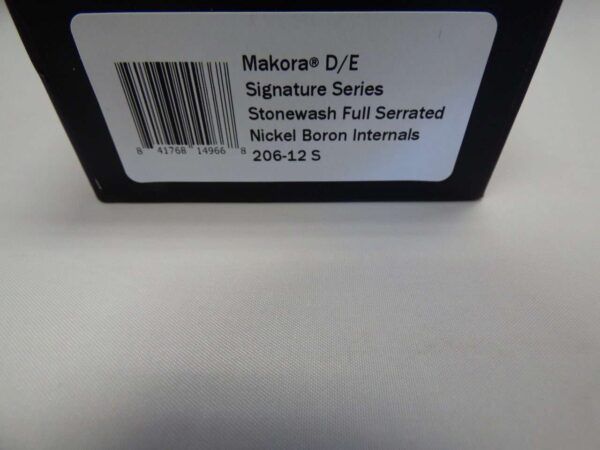 Makora® D/E
Signature Series
Stonewash Full Serrated
Nickel Boron Internals
206-12 S
8 41768 14966 8